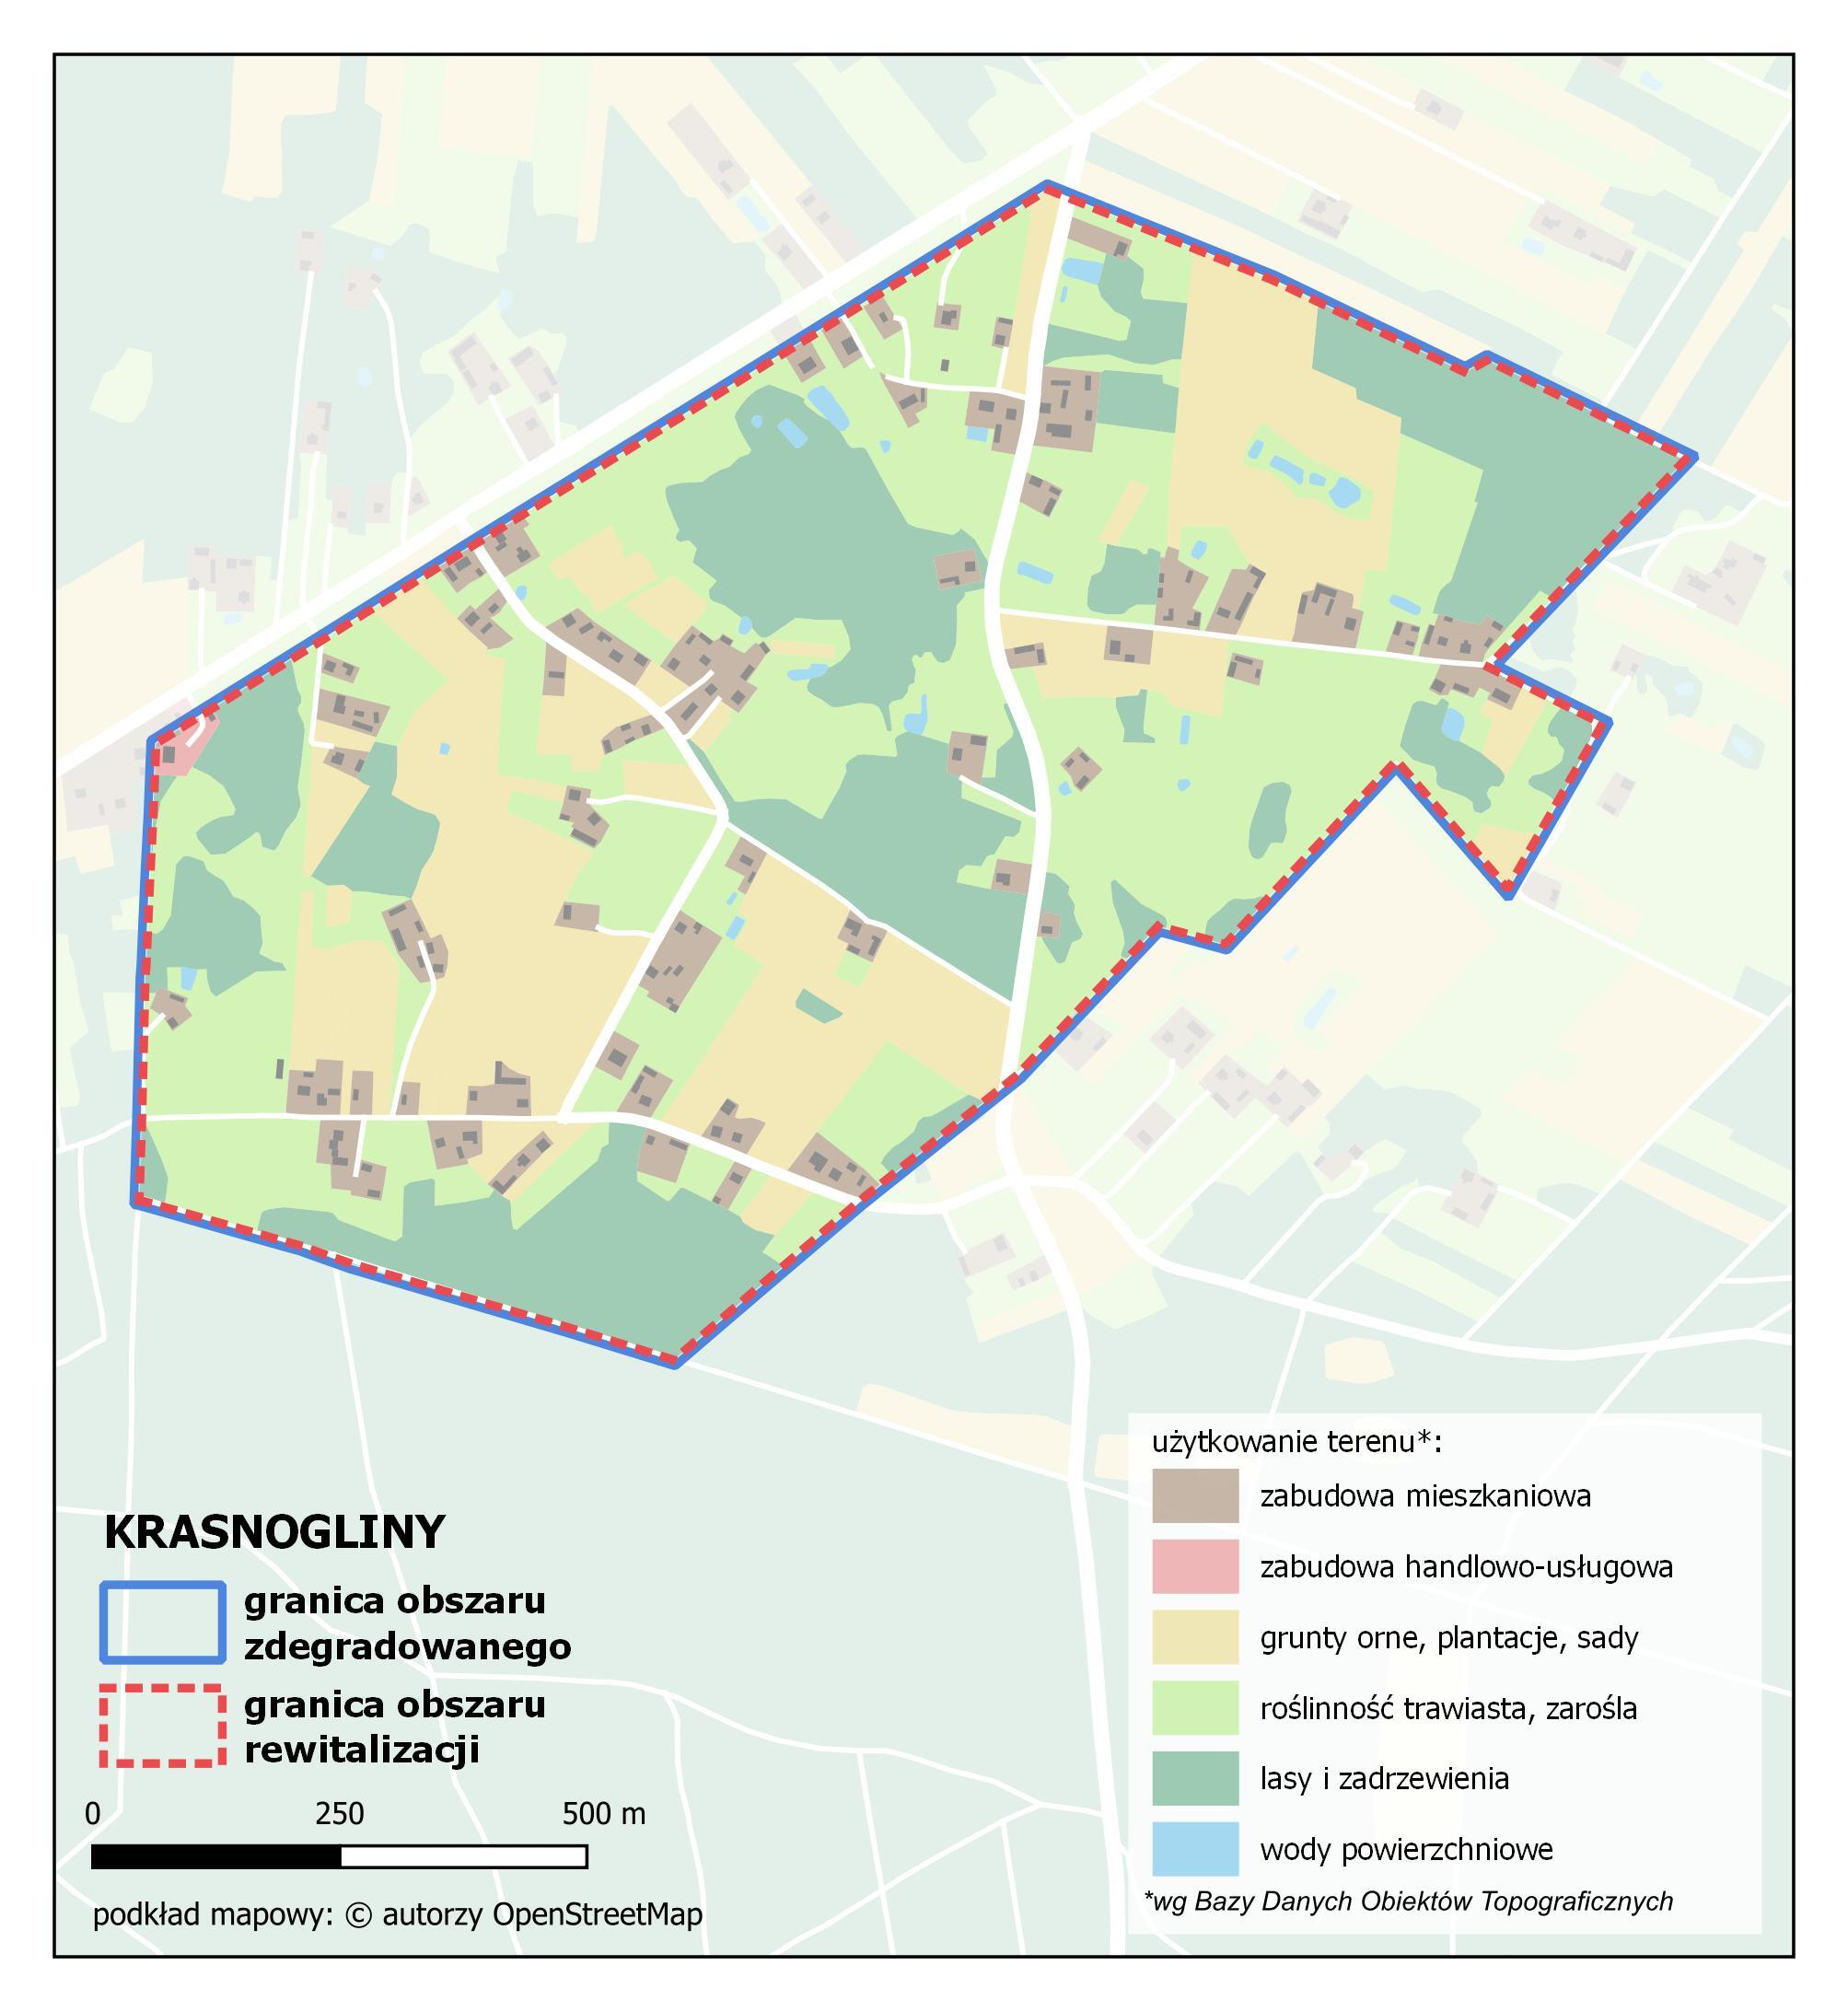 użytkowanie terenu*:
zabudowa mieszkaniowa
zabudowa handlowo-usługowa
grunty orne, plantacje, sady
roślinność trawiasta, zarośla
lasy i zadrzewienia
wody powierzchniowe
*wg Bazy Danych Obiektów Topograficznych
KRASNOGLINY
granica obszaru
zdegradowanego
granica obszaru
rewitalizacji
0 250 500 m
podkład mapowy: © autorzy OpenStreetMap